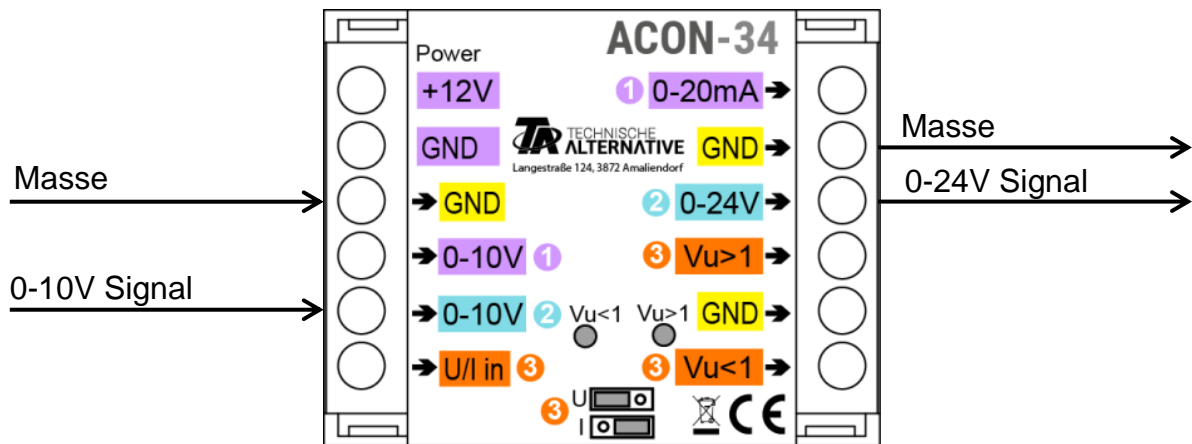 ACON-34
Power
+12V
1 0-20mA
GND
TA TECHNISCHE
ALTERNATIVE
Langestraße 124, 3872 Amaliendorf
GND
Masse
Masse
GND
2 0-24V
0-24V Signal
0-10V 1
3 Vu>1
0-10V Signal
0-10V 2
Vu<1
Vu>1
GND
U/I in 3
3 Vu<1
3
U
I
CE